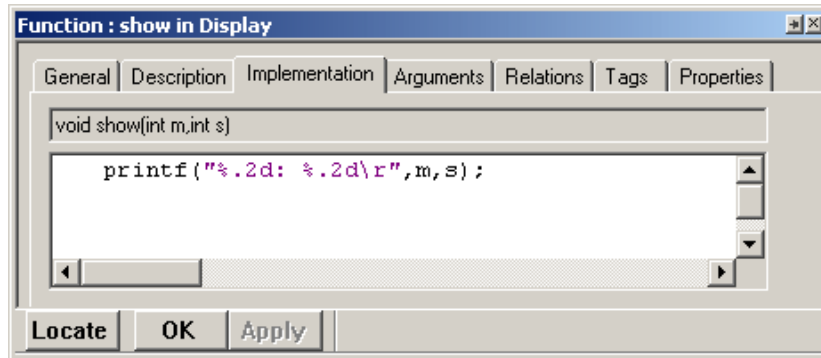 Function : show in Display
General Description Implementation Arguments Relations Tags Properties
void show(int m,int s)
printf("%.2d: %.2d\r",m,s);
Locate OK Apply